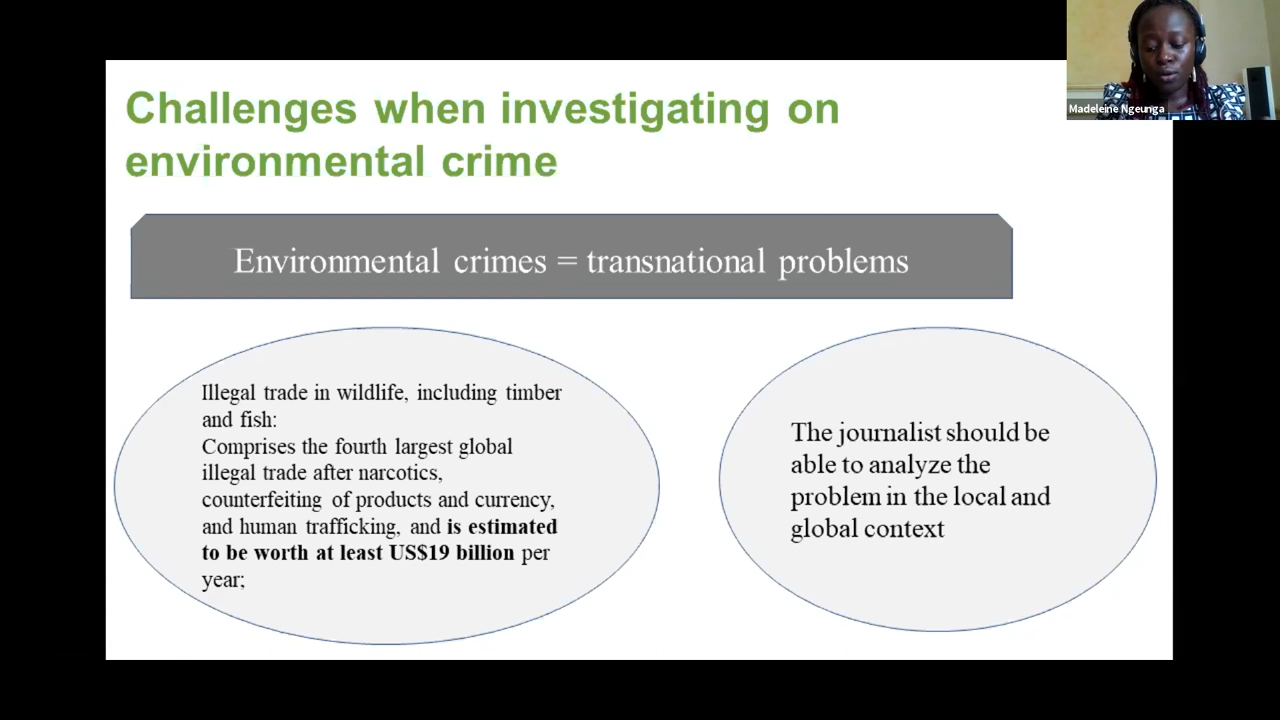 Challenges when investigating on
environmental crime
Madeleine Ngeunga
Environmental crimes = transnational problems
Illegal trade in wildlife, including timber
and fish:
Comprises the fourth largest global
illegal trade after narcotics,
counterfeiting of products and currency,
and human trafficking, and is estimated
to be worth at least US$19 billion per
year;
The journalist should be
able to analyze the
problem in the local and
global context